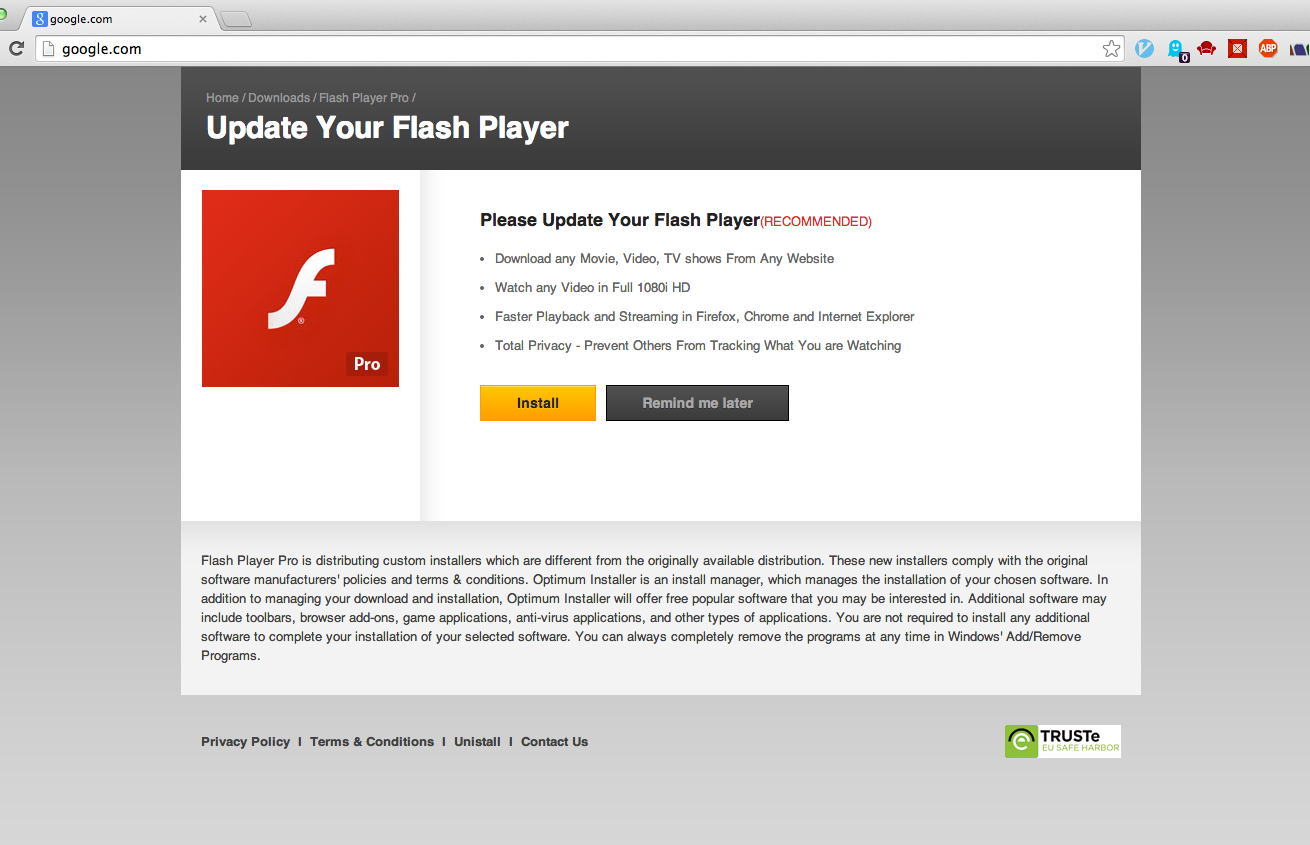 google.com
google.com
0
ABP
Home / Downloads / Flash Player Pro /
Update Your Flash Player
Pro
Please Update Your Flash Player(RECOMMENDED)
• Download any Movie, Video, TV shows From Any Website
• Watch any Video in Full 1080i HD
• Faster Playback and Streaming in Firefox, Chrome and Internet Explorer
• Total Privacy - Prevent Others From Tracking What You are Watching
Install
Remind me later
Flash Player Pro is distributing custom installers which are different from the originally available distribution. These new installers comply with the original
software manufacturers' policies and terms & conditions. Optimum Installer is an install manager, which manages the installation of your chosen software. In
addition to managing your download and installation, Optimum Installer will offer free popular software that you may be interested in. Additional software may
include toolbars, browser add-ons, game applications, anti-virus applications, and other types of applications. You are not required to install any additional
software to complete your installation of your selected software. You can always completely remove the programs at any time in Windows' Add/Remove
Programs.
Privacy Policy I Terms & Conditions I Unistall I Contact Us
TRUSTe
EU SAFE HARBOR